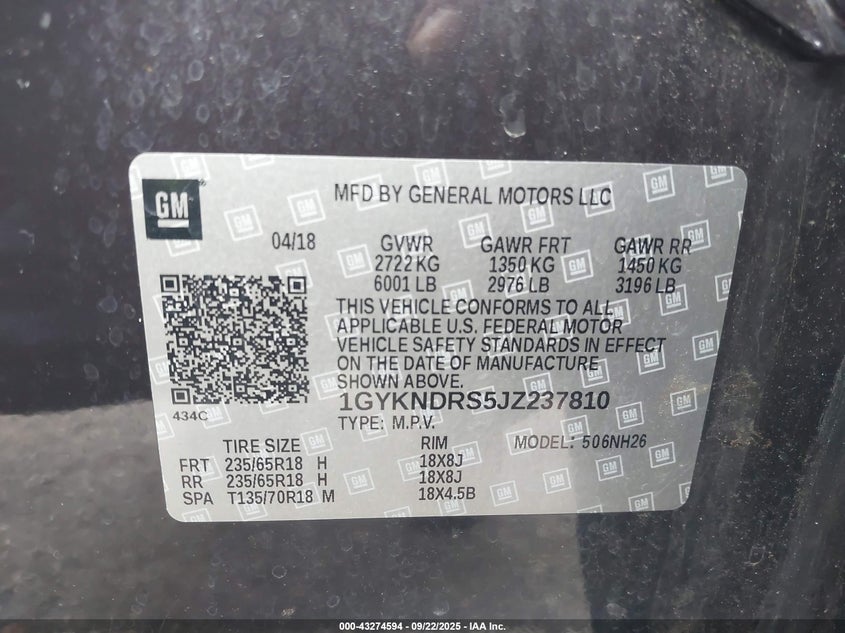 GM
MFD BY GENERAL MOTORS LLC
04/18 GVWR GAWR FRT GAWR RR
2722 KG 1350 KG 1450 KG
6001 LB 2976 LB 3196 LB
THIS VEHICLE CONFORMS TO ALL
APPLICABLE U.S. FEDERAL MOTOR
VEHICLE SAFETY STANDARDS IN EFFECT
ON THE DATE OF MANUFACTURE
SHOWN ABOVE.
1GYKNDRS5JZ237810
434C
TYPE: M.P.V. MODEL: 506NH26
TIRE SIZE RIM
FRT 235/65R18 H 18X8J
RR 235/65R18 H 18X8J
SPA T135/70R18 M 18X4.5B
000-43274594 - 09/22/2025 - IAA Inc.